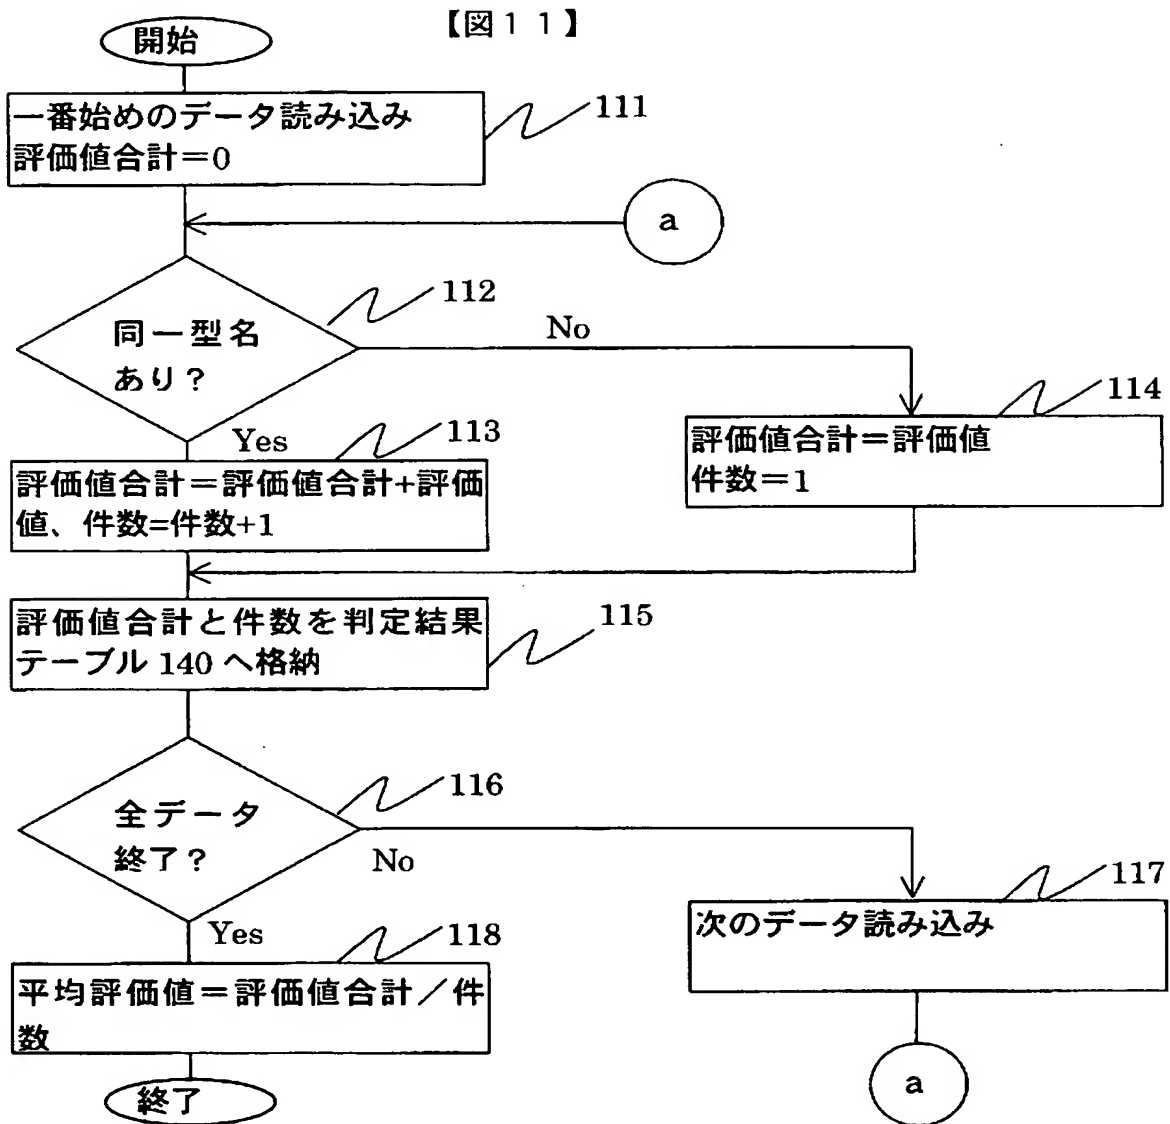 【図１１】
開始
一番始めのデータ読み込み
評価値合計＝0
111
a
112
同一型名
あり？
No
Yes
113
114
評価値合計＝評価値合計+評価
値、件数=件数+1
評価値合計＝評価値
件数＝1
評価値合計と件数を判定結果
テーブル 140 へ格納
115
全データ
終了？
116
No
Yes
117
次のデータ読み込み
118
平均評価値＝評価値合計／件
数
終了
a